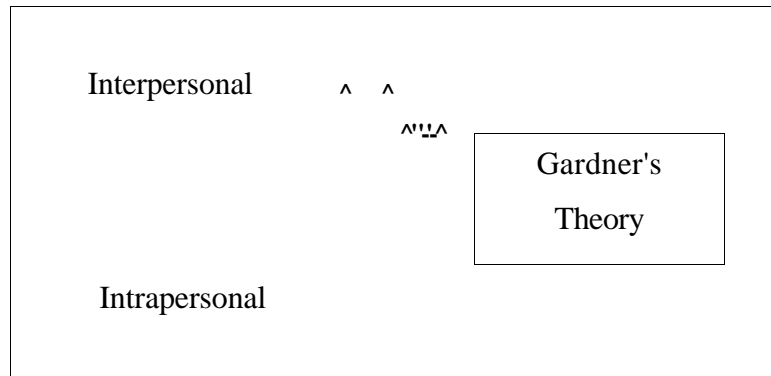 Interpersonal ^ ^
^'''-'-^
Gardner's
Theory
Intrapersonal